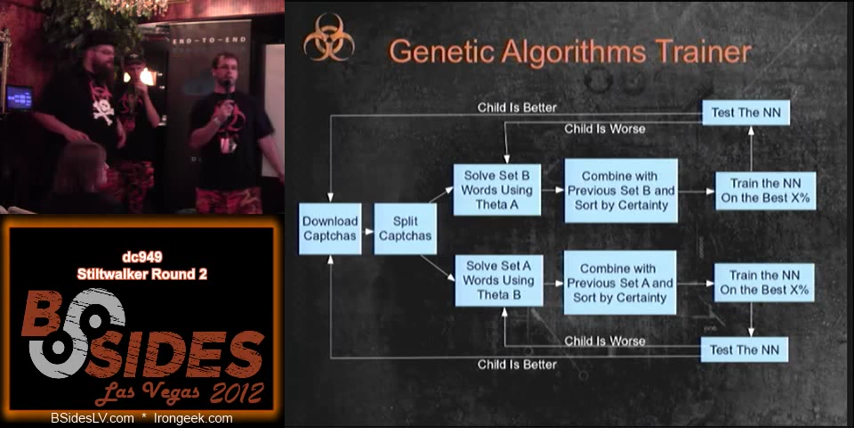 END-TO-END
Genetic Algorithms Trainer
Child Is Better
Test The NN
Child Is Worse
Solve Set B
Words Using
Theta A
Combine with
Previous Set B and
Sort by Certainty
Train the NN
On the Best X%
Download
Captchas
Split
Captchas
Solve Set A
Words Using
Theta B
Combine with
Previous Set A and
Sort by Certainty
Train the NN
On the Best X%
Child Is Worse
Test The NN
Child Is Better
dc949
Stiltwalker Round 2
BSIDES
Las Vegas 2012
BSidesLV.com * Irongeek.com